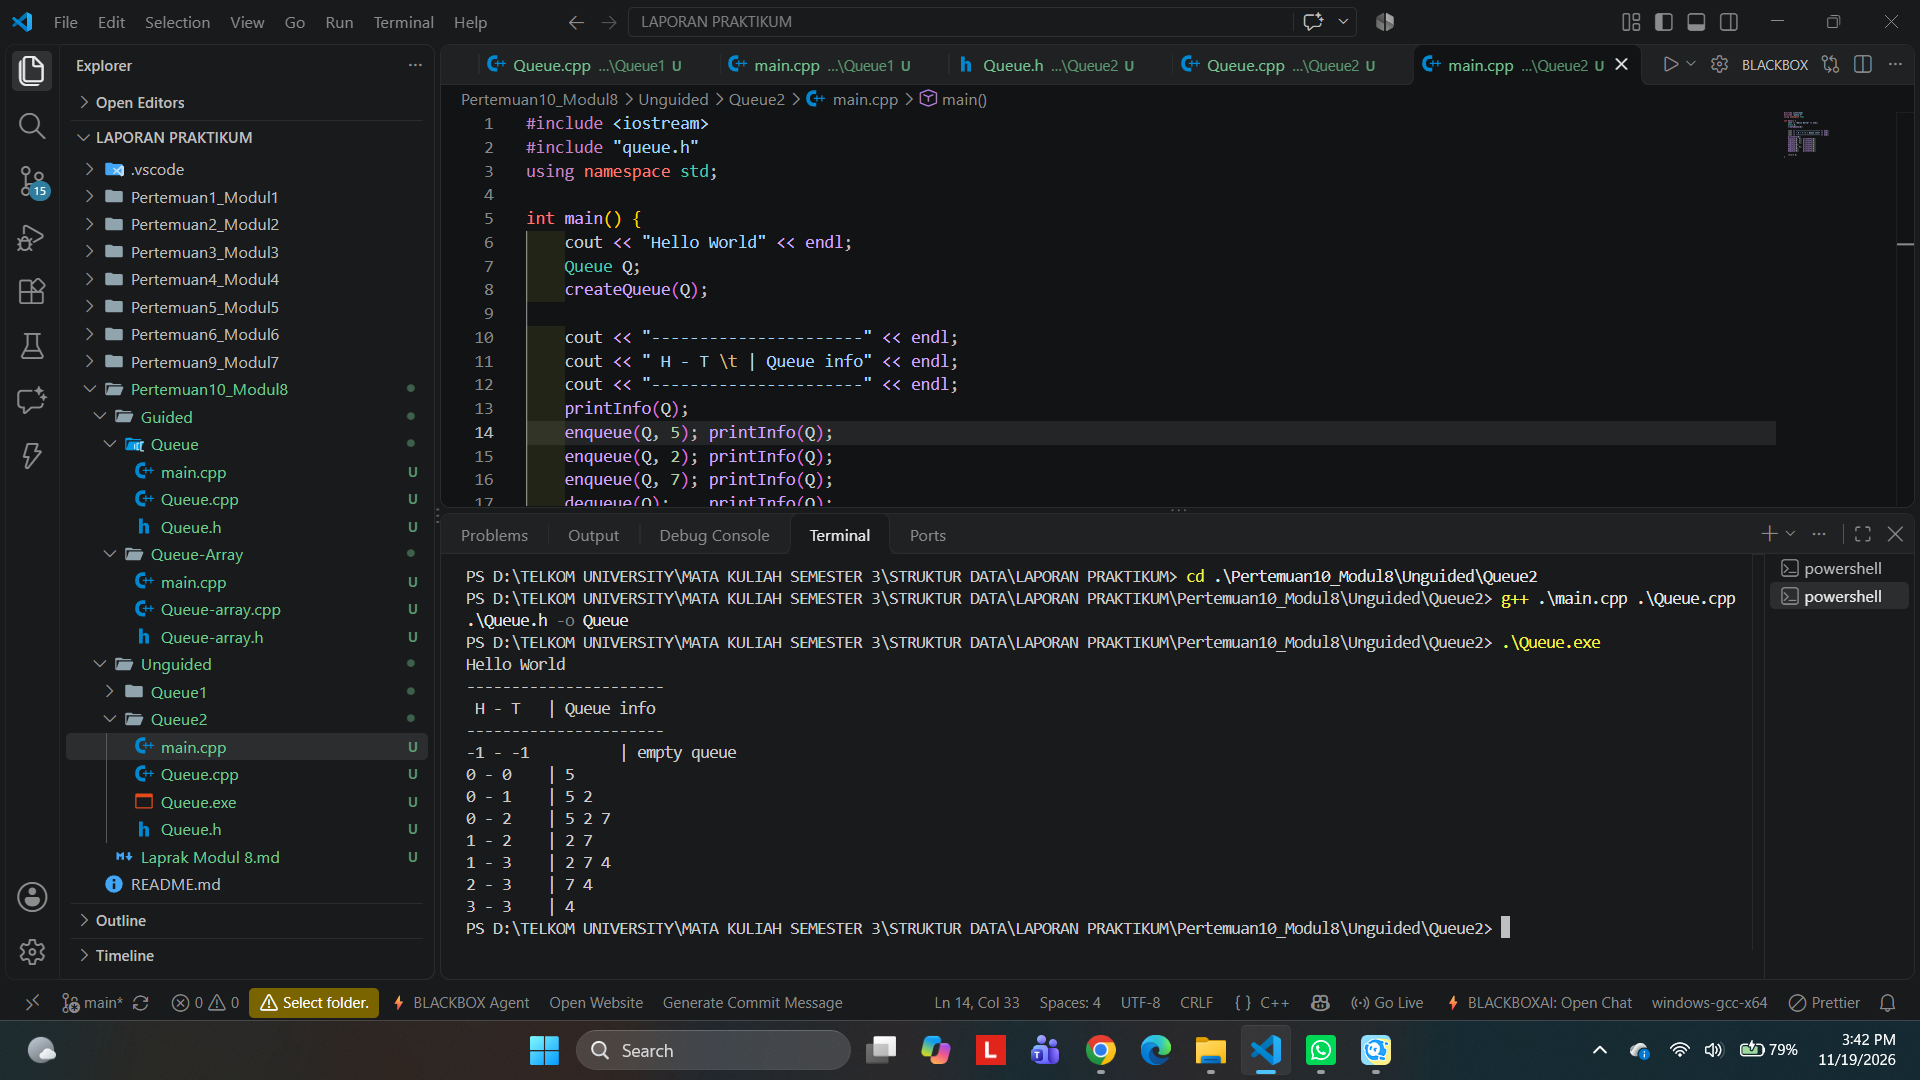 File Edit Selection View Go Run Terminal Help
LAPORAN PRAKTIKUM
Explorer
Open Editors
LAPORAN PRAKTIKUM
.vscode
Pertemuan1_Modul1
Pertemuan2_Modul2
Pertemuan3_Modul3
Pertemuan4_Modul4
Pertemuan5_Modul5
Pertemuan6_Modul6
Pertemuan9_Modul7
Pertemuan10_Modul8
Guided
Queue
main.cpp U
Queue.cpp U
Queue.h U
Queue-Array
main.cpp U
Queue-array.cpp U
Queue-array.h U
Unguided
Queue1
Queue2
main.cpp U
Queue.cpp U
Queue.exe U
Queue.h U
Laprak Modul 8.md U
README.md
Outline
Timeline
15
Queue.cpp ...\Queue1 U
main.cpp ...\Queue1 U
Queue.h ...\Queue2 U
Queue.cpp ...\Queue2 U
main.cpp ...\Queue2 U
BLACKBOX
Pertemuan10_Modul8 > Unguided > Queue2 > main.cpp > main()
1 #include <iostream>
2 #include "queue.h"
3 using namespace std;
4
5 int main() {
6 cout << "Hello World" << endl;
7 Queue Q;
8 createQueue(Q);
9
10 cout << "----------------------" << endl;
11 cout << " H - T \t | Queue info" << endl;
12 cout << "----------------------" << endl;
13 printInfo(Q);
14 enqueue(Q, 5); printInfo(Q);
15 enqueue(Q, 2); printInfo(Q);
16 enqueue(Q, 7); printInfo(Q);
17 dequeue(Q); printInfo(Q);
Problems Output Debug Console Terminal Ports
PS D:\TELKOM UNIVERSITY\MATA KULIAH SEMESTER 3\STRUKTUR DATA\LAPORAN PRAKTIKUM> cd .\Pertemuan10_Modul8\Unguided\Queue2
PS D:\TELKOM UNIVERSITY\MATA KULIAH SEMESTER 3\STRUKTUR DATA\LAPORAN PRAKTIKUM\Pertemuan10_Modul8\Unguided\Queue2> g++ .\main.cpp .\Queue.cpp
.\Queue.h -o Queue
PS D:\TELKOM UNIVERSITY\MATA KULIAH SEMESTER 3\STRUKTUR DATA\LAPORAN PRAKTIKUM\Pertemuan10_Modul8\Unguided\Queue2> .\Queue.exe
Hello World
----------------------
H - T | Queue info
----------------------
-1 - -1 | empty queue
0 - 0 | 5
0 - 1 | 5 2
0 - 2 | 5 2 7
1 - 2 | 2 7
1 - 3 | 2 7 4
2 - 3 | 7 4
3 - 3 | 4
PS D:\TELKOM UNIVERSITY\MATA KULIAH SEMESTER 3\STRUKTUR DATA\LAPORAN PRAKTIKUM\Pertemuan10_Modul8\Unguided\Queue2>
powershell
powershell
main* 0 0 Select folder. BLACKBOX Agent Open Website Generate Commit Message Ln 14, Col 33 Spaces: 4 UTF-8 CRLF {} C++ Go Live BLACKBOXAI: Open Chat windows-gcc-x64 Prettier
Search
79%
3:42 PM
11/19/2026